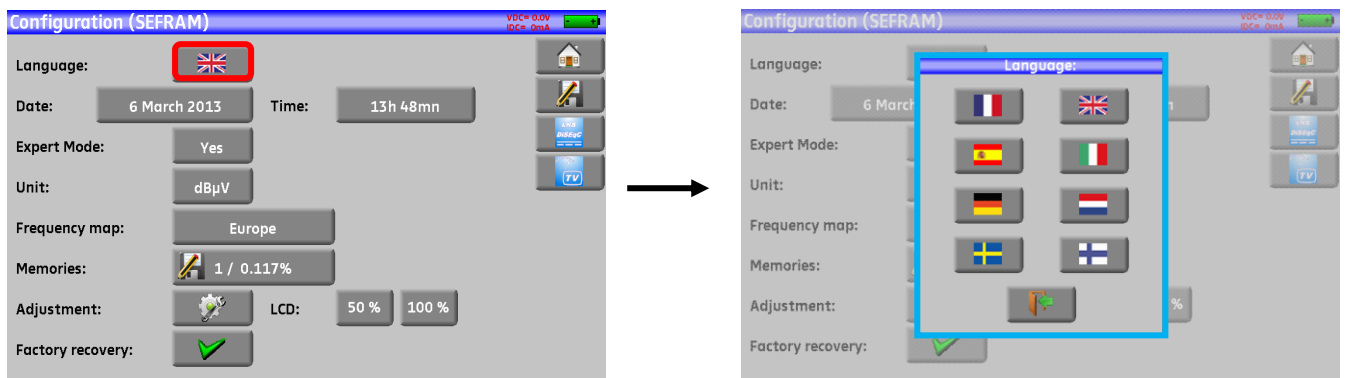 Configuration (SEFRAM)
VDC= 0.0V
IDC= 0mA
Language:
Date: 6 March 2013 Time: 13h 48mn
LNB
DiSEqC
Expert Mode: Yes
TV
Unit: dBµV
Frequency map: Europe
Memories: 1 / 0.117%
Adjustment: LCD: 50 % 100 %
Factory recovery:
Configuration (SEFRAM)
VDC= 0.0V
IDC= 0mA
Language:
Language:
Date: 6 March n
LNB
DiSEqC
Expert Mode:
TV
Unit:
Frequency map:
Memories:
Adjustment: %
Factory recovery: